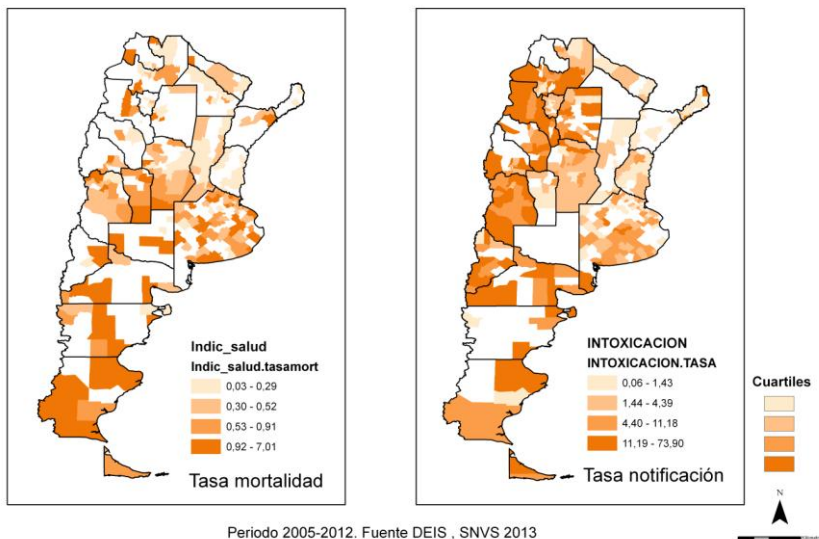 Indic_salud
Indic_salud.tasamort
0,03 - 0,29
0,30 - 0,52
0,53 - 0,91
0,92 - 7,01
Tasa mortalidad
INTOXICACION
INTOXICACION.TASA
0,06 - 1,43
1,44 - 4,39
4,40 - 11,18
11,19 - 73,90
Tasa notificación
Cuartiles
N
Periodo 2005-2012. Fuente DEIS , SNVS 2013